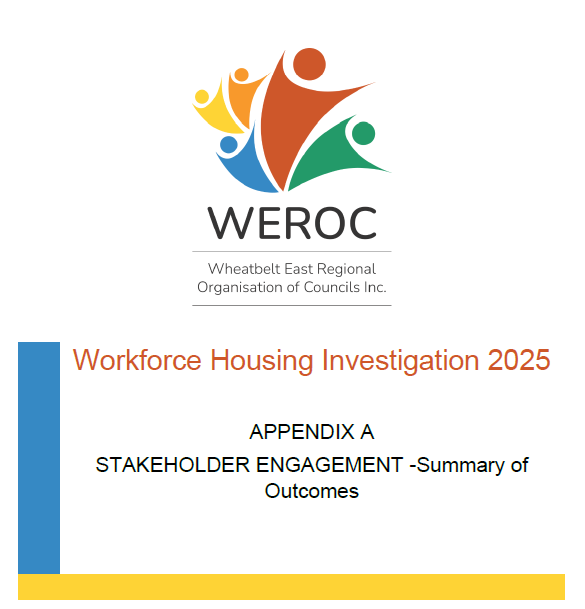 WEROC
Wheatbelt East Regional
Organisation of Councils Inc.
Workforce Housing Investigation 2025
APPENDIX A
STAKEHOLDER ENGAGEMENT -Summary of
Outcomes